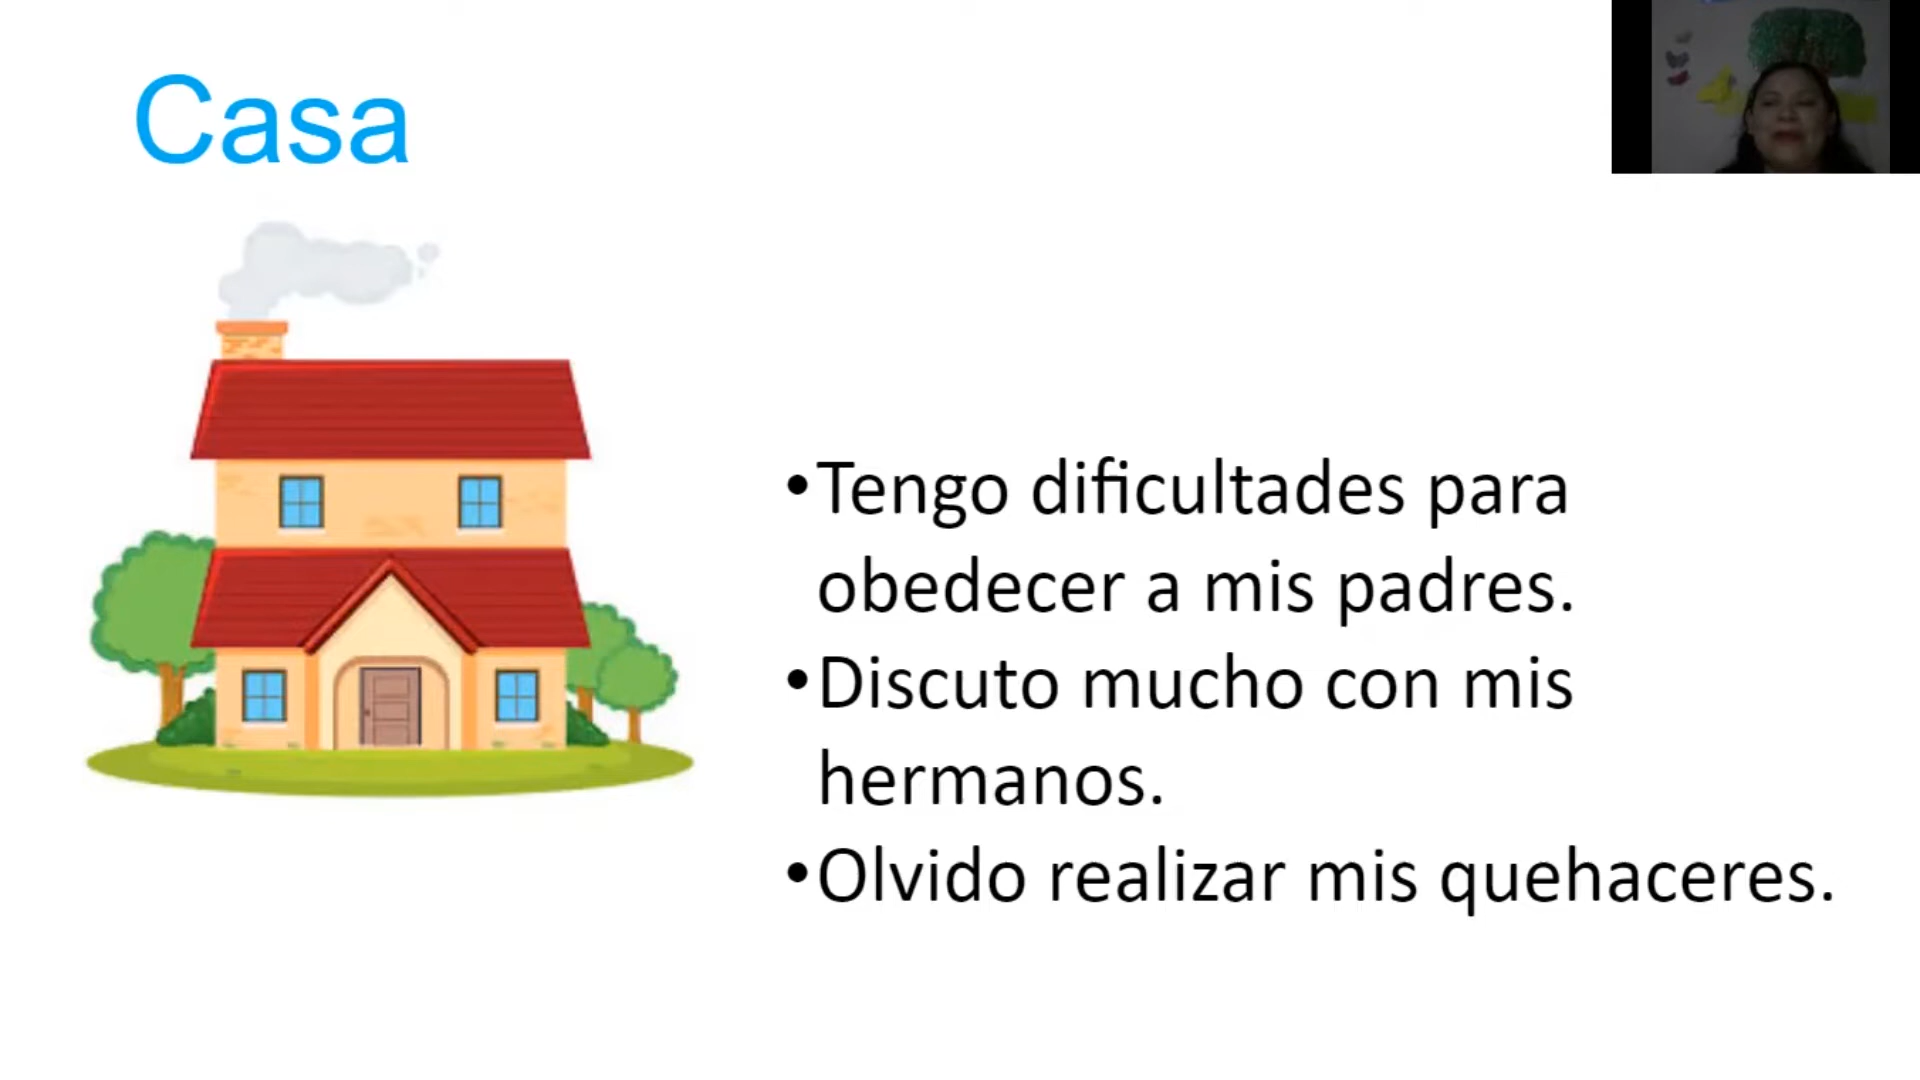 Casa
•Tengo dificultades para
obedecer a mis padres.
•Discuto mucho con mis
hermanos.
•Olvido realizar mis quehaceres.